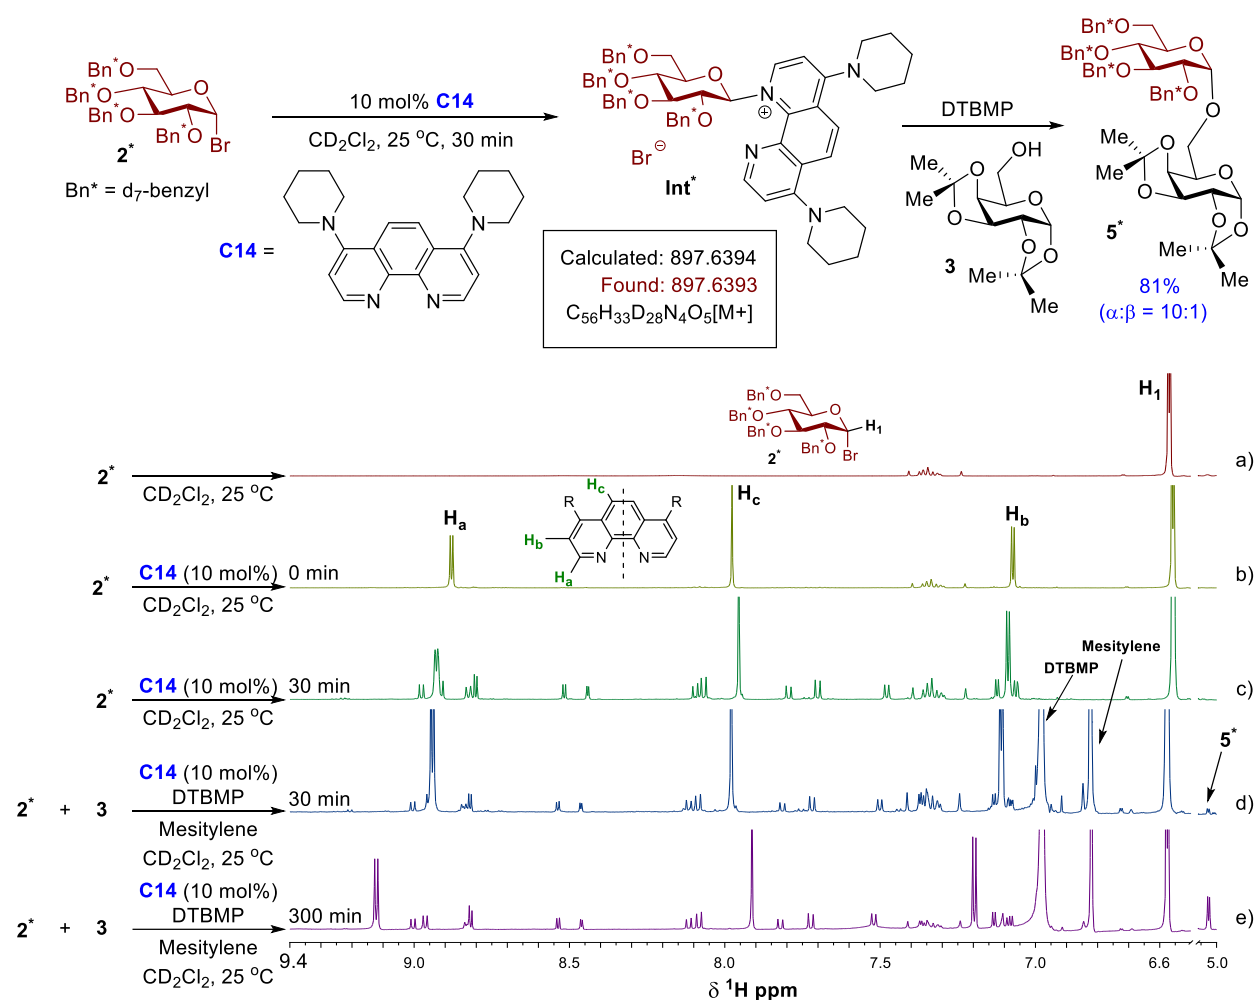 Bn*O
Bn*O
Bn*O
Bn*O
O
Br
2*
Bn* = d7-benzyl
10 mol% C14
CD2Cl2, 25 °C, 30 min
C14 =
N
N
N
N
Bn*O
Bn*O
Bn*O
Bn*O
O
N
⊕
N
N
N
Br ⊖
Int*
Calculated: 897.6394
Found: 897.6393
C56H33D28N4O5[M+]
DTBMP
OH
Me
Me
O
O
O
O
O
Me
Me
3
Bn*O
Bn*O
Bn*O
Bn*O
O
O
Me
Me
O
O
O
O
O
Me
Me
5*
81%
(α:β = 10:1)
2*
CD2Cl2, 25 °C
Bn*O
Bn*O
Bn*O
Bn*O
O
H1
Br
2*
H1
a)
2*
C14 (10 mol%)
CD2Cl2, 25 °C
0 min
Ha
Hc
R
R
Hb
N
N
Ha
Hc
Hb
b)
2*
C14 (10 mol%)
CD2Cl2, 25 °C
30 min
Mesitylene
DTBMP
c)
2* + 3
C14 (10 mol%)
DTBMP
Mesitylene
CD2Cl2, 25 °C
30 min
5*
d)
2* + 3
C14 (10 mol%)
DTBMP
Mesitylene
CD2Cl2, 25 °C
300 min
e)
9.4 9.0 8.5 8.0 7.5 7.0 6.6 5.0
δ 1H ppm